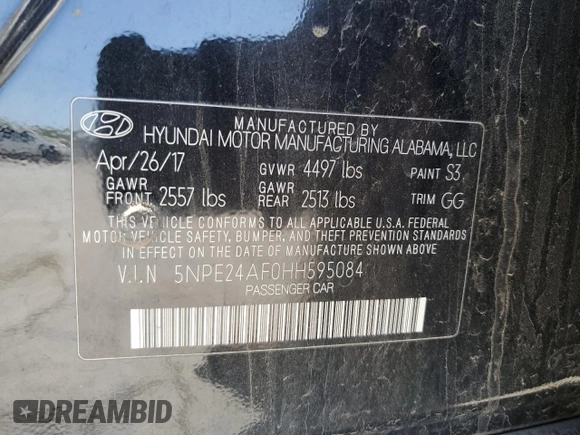 MANUFACTURED BY
HYUNDAI MOTOR MANUFACTURING ALABAMA, LLC
Apr/26/17 GVWR 4497 lbs PAINT S3
GAWR FRONT 2557 lbs GAWR REAR 2513 lbs TRIM GG
THIS VEHICLE CONFORMS TO ALL APPLICABLE U.S.A. FEDERAL
MOTOR VEHICLE SAFETY, BUMPER, AND THEFT PREVENTION STANDARDS
IN EFFECT ON THE DATE OF MANUFACTURE SHOWN ABOVE
V.I.N 5NPE24AF0HH595084
PASSENGER CAR
DREAMBID